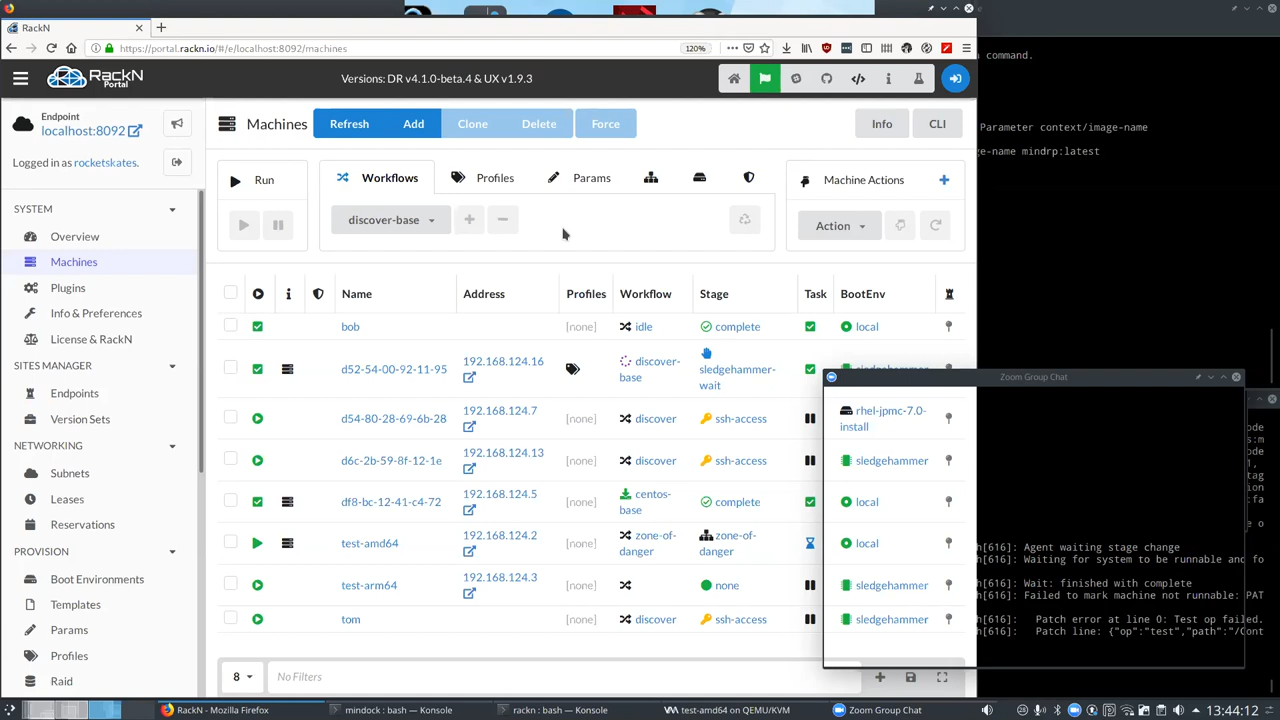 RackN
https://portal.rackn.io/#/e/localhost:8092/machines
120%
RackN
Portal
Versions: DR v4.1.0-beta.4 & UX v1.9.3
Endpoint
localhost:8092
Logged in as rocketskates.
SYSTEM
Overview
Machines
Plugins
Info & Preferences
License & RackN
SITES MANAGER
Endpoints
Version Sets
NETWORKING
Subnets
Leases
Reservations
PROVISION
Boot Environments
Templates
Params
Profiles
Raid
Machines
Refresh
Add
Clone
Delete
Force
Info
CLI
Run
Workflows
Profiles
Params
discover-base
Machine Actions
Action
Name Address Profiles Workflow Stage Task BootEnv
bob [none] idle complete local
d52-54-00-92-11-95 192.168.124.16 discover-base sledgehammer-wait sledgehammer
d54-80-28-69-6b-28 192.168.124.7 [none] discover ssh-access rhel-jpmc-7.0-install
d6c-2b-59-8f-12-1e 192.168.124.13 [none] discover ssh-access sledgehammer
df8-bc-12-41-c4-72 192.168.124.5 [none] centos-base complete local
test-amd64 192.168.124.2 [none] zone-of-danger zone-of-danger local
test-arm64 192.168.124.3 [none] none sledgehammer
tom [none] discover ssh-access sledgehammer
8
No Filters
Zoom Group Chat
n command.
Parameter context/image-name
ge-name mindrp:latest
h[616]: Agent waiting stage change
h[616]: Waiting for system to be runnable and fo
h[616]: Wait: finished with complete
h[616]: Failed to mark machine not runnable: PAT
h[616]: Patch error at line 0: Test op failed.
h[616]: Patch line: {"op":"test","path":"/Cont
RackN - Mozilla Firefox
mindock : bash — Konsole
rackn : bash — Konsole
test-amd64 on QEMU/KVM
Zoom Group Chat
13:44:12